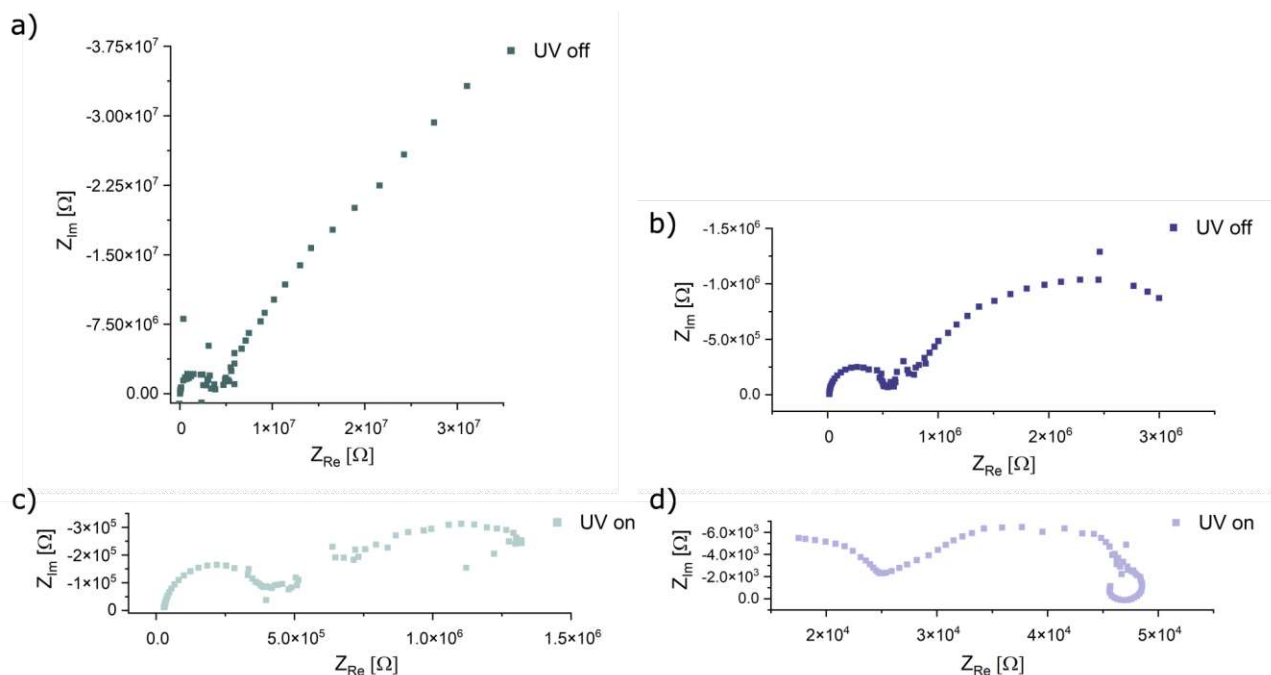 a)
UV off
-3.75×10⁷
-3.00×10⁷
-2.25×10⁷
-1.50×10⁷
-7.50×10⁶
0.00
Z_Im [Ω]
0 1×10⁷ 2×10⁷ 3×10⁷
Z_Re [Ω]
b)
UV off
-1.5×10⁶
-1.0×10⁶
-5.0×10⁵
0.0
Z_Im [Ω]
0 1×10⁶ 2×10⁶ 3×10⁶
Z_Re [Ω]
c)
UV on
-3×10⁵
-2×10⁵
-1×10⁵
0
Z_Im [Ω]
0.0 5.0×10⁵ 1.0×10⁶ 1.5×10⁶
Z_Re [Ω]
d)
UV on
-6.0×10³
-4.0×10³
-2.0×10³
0.0
Z_Im [Ω]
2×10⁴ 3×10⁴ 4×10⁴ 5×10⁴
Z_Re [Ω]